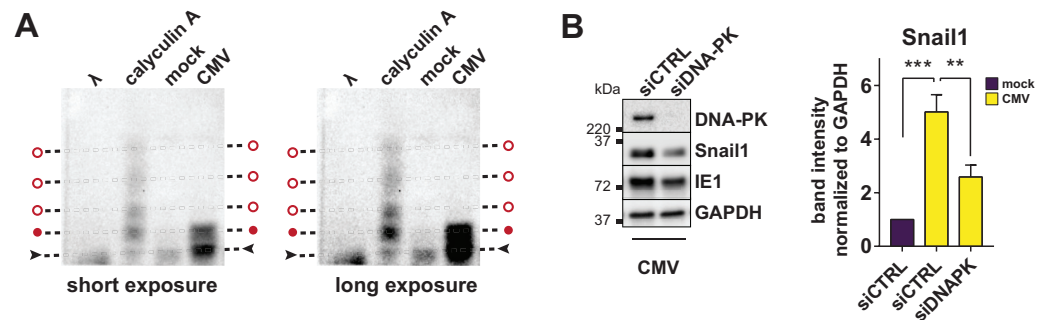 A
λ
calyculin A
mock
CMV
short exposure
λ
calyculin A
mock
CMV
long exposure
B
siCTRL
siDNA-PK
kDa
220
DNA-PK
37
Snail1
72
IE1
37
GAPDH
CMV
Snail1
band intensity
normalized to GAPDH
6
4
2
0
***
**
mock
CMV
siCTRL
siCTRL
siDNAPK